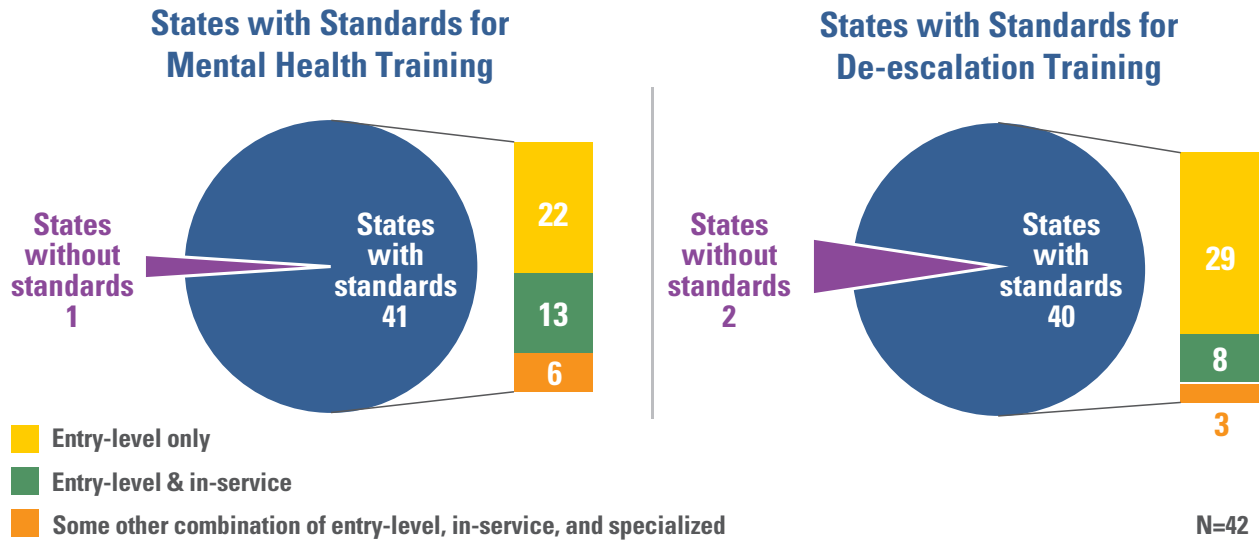 States with Standards for
Mental Health Training
States
without
standards
1
States
with
standards
41
22
13
6
States with Standards for
De-escalation Training
States
without
standards
2
States
with
standards
40
29
8
3
Entry-level only
Entry-level & in-service
Some other combination of entry-level, in-service, and specialized
N=42